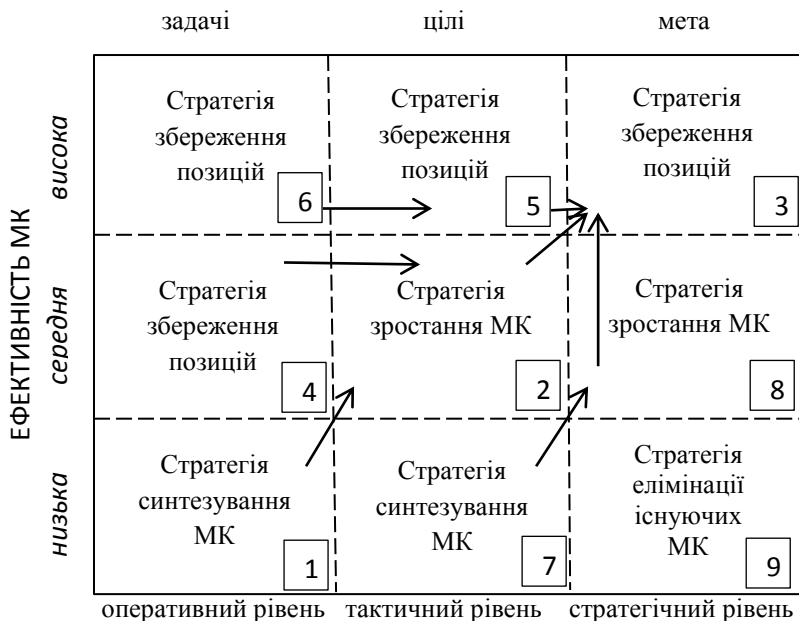 задачі
цілі
мета
ЕФЕКТИВНІСТЬ МК
висока
Стратегія
збереження
позицій
6
Стратегія
збереження
позицій
5
Стратегія
збереження
позицій
3
середня
Стратегія
збереження
позицій
4
Стратегія
зростання МК
2
Стратегія
зростання МК
8
низька
Стратегія
синтезування
МК
1
Стратегія
синтезування
МК
7
Стратегія
елімінації
існуючих
МК
9
оперативний рівень
тактичний рівень
стратегічний рівень